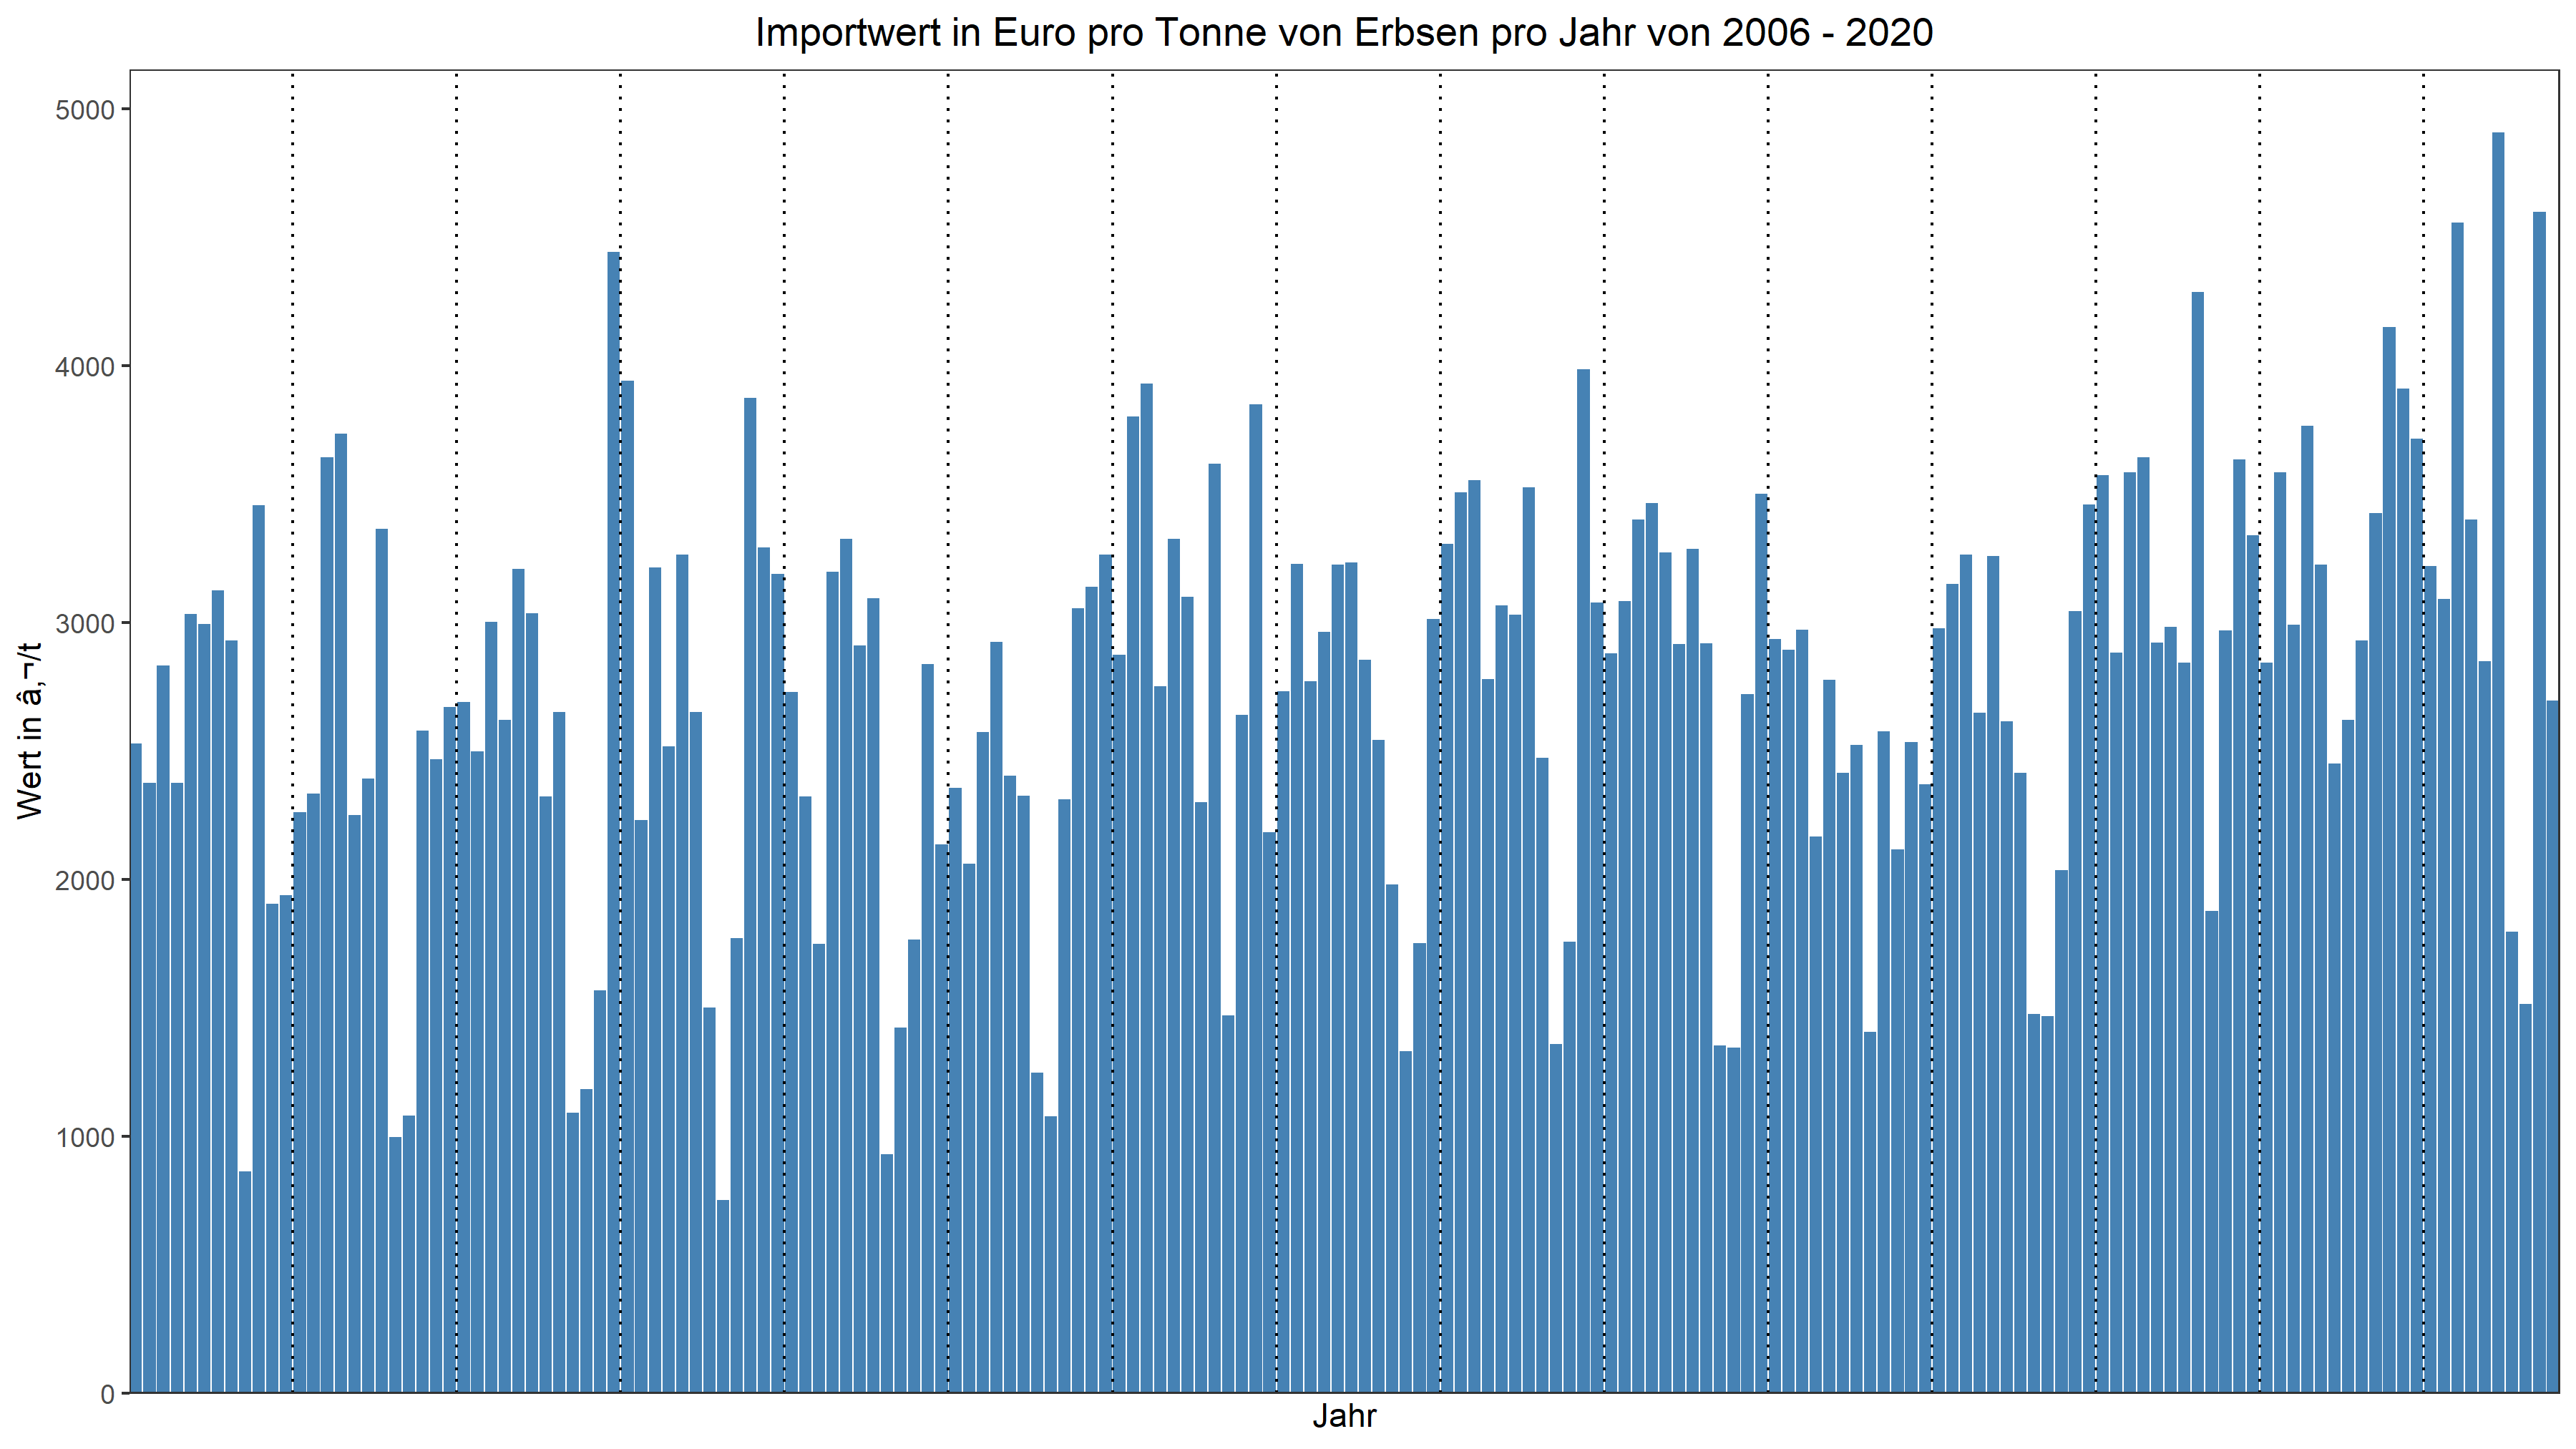 Importwert in Euro pro Tonne von Erbsen pro Jahr von 2006 - 2020
5000
4000
3000
2000
1000
0
Wert in â‚¬/t
Jahr